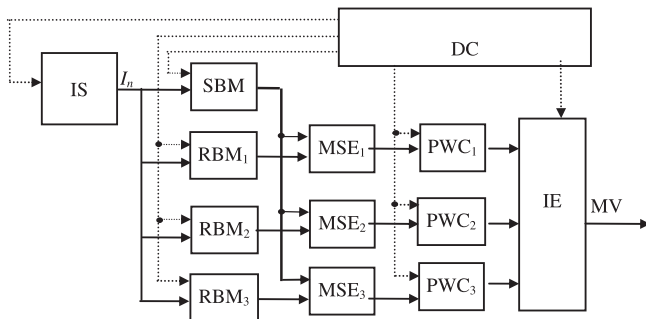 DC
IS
Iₙ
SBM
RBM₁
MSE₁
PWC₁
RBM₂
MSE₂
PWC₂
IE
MV
RBM₃
MSE₃
PWC₃